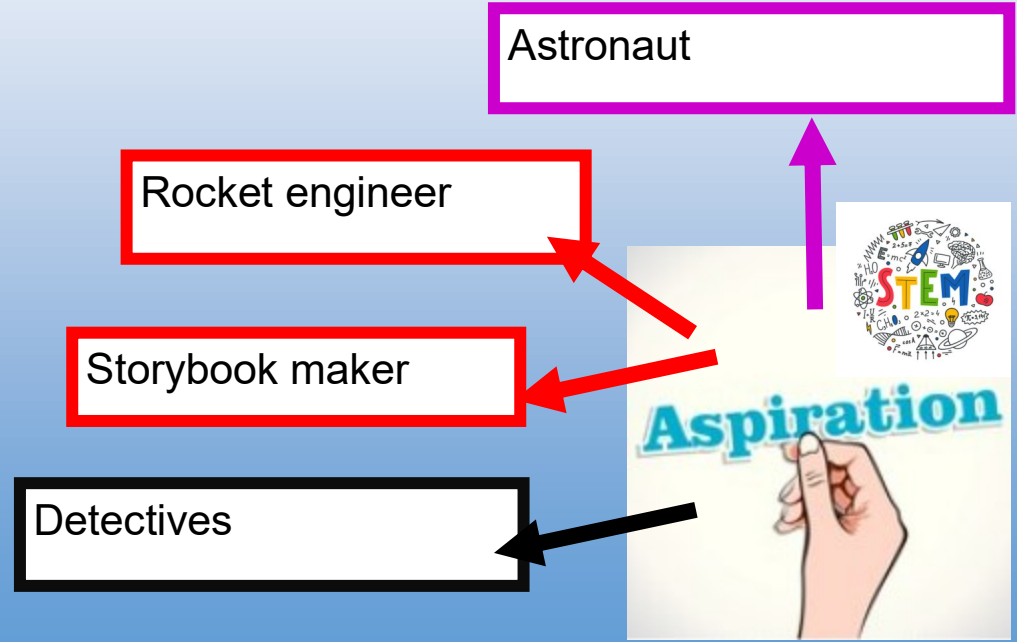 Astronaut
Rocket engineer
Storybook maker
Detectives
STEM
Aspiration